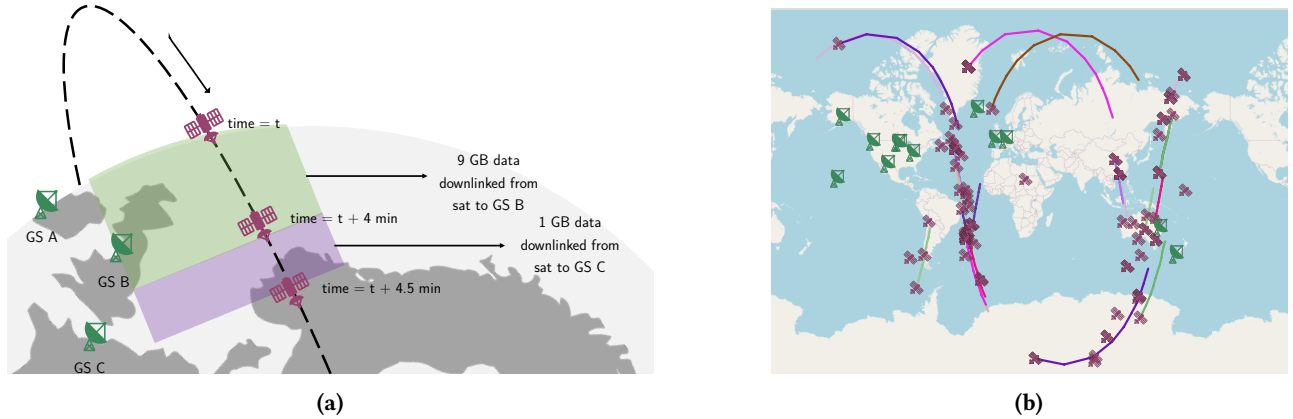 time = t
9 GB data
downlinked from
sat to GS B
GS A
time = t + 4 min
1 GB data
downlinked from
sat to GS C
GS B
time = t + 4.5 min
GS C
(a)
(b)